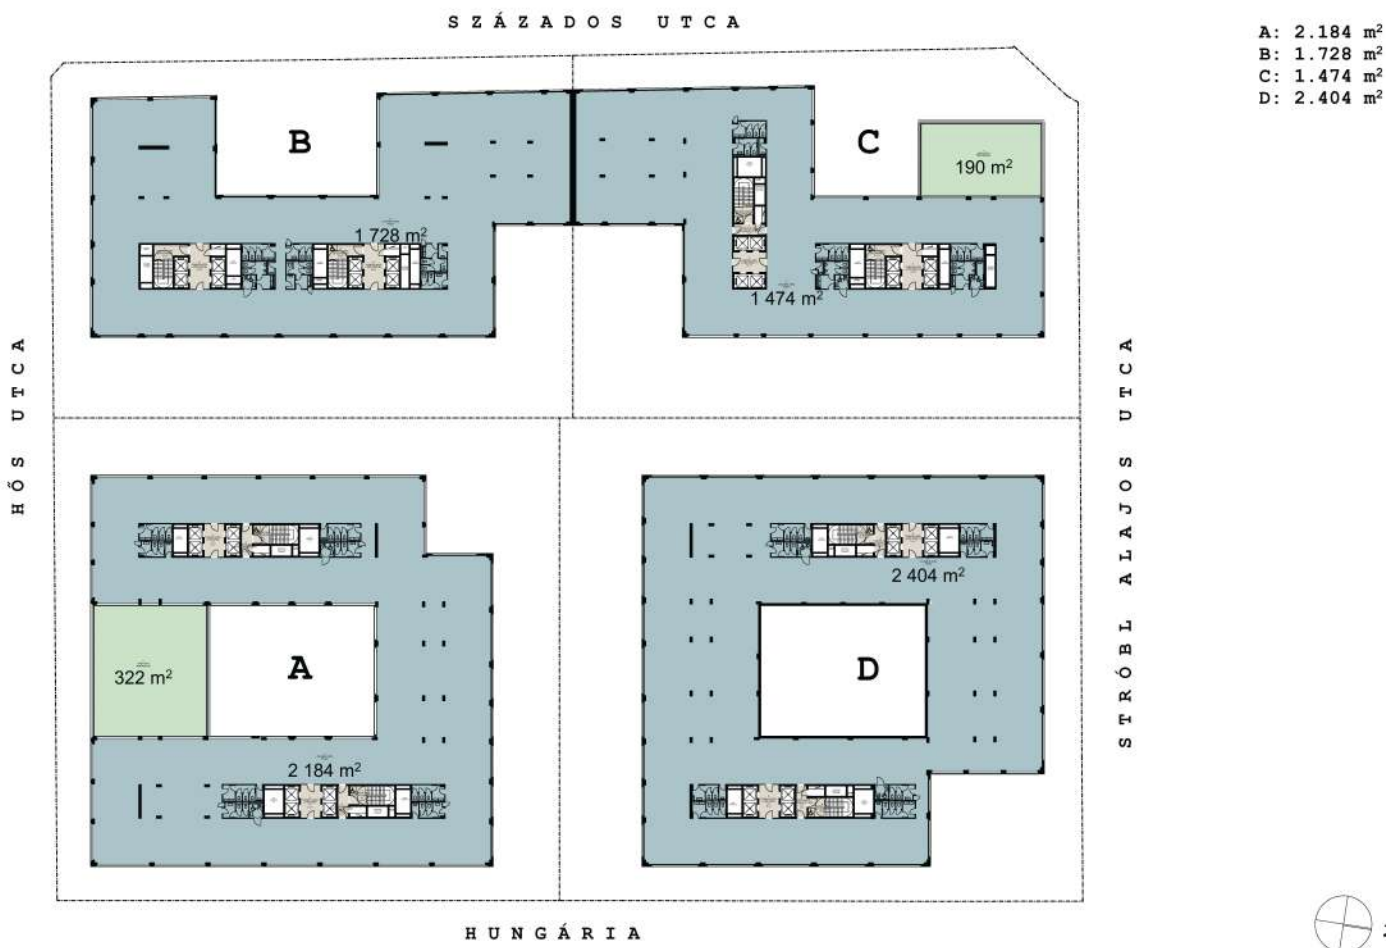 SZÁZADOS UTCA
A: 2.184 m²
B: 1.728 m²
C: 1.474 m²
D: 2.404 m²
B
C
190 m²
1 728 m²
1 474 m²
HŐS UTCA
STRÓBL ALAJOS UTCA
2 404 m²
A
D
322 m²
2 184 m²
HUNGÁRIA